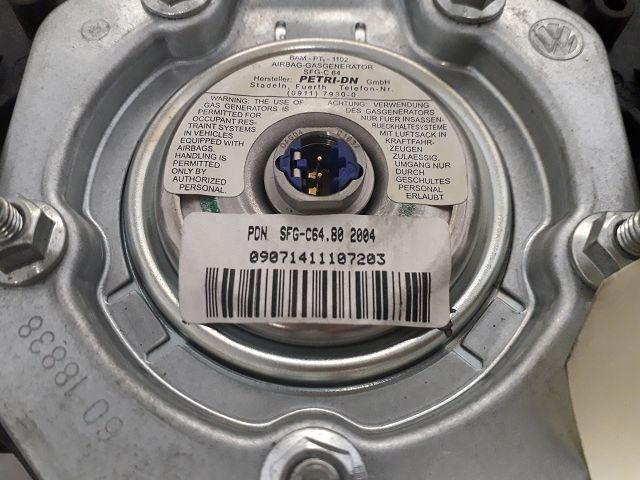 BAM - PT₁ - 1102
AIRBAG-GASGENERATOR
SFG-C 64
Hersteller: PETRI-DN GmbH
Stadeln, Fuerth Telefon-Nr.
(0911) 7930-0
WARNING: THE USE OF
GAS GENERATORS IS
PERMITTED FOR
OCCUPANT RES-
TRAINT SYSTEMS
IN VEHICLES
EQUIPPED WITH
AIRBAGS.
HANDLING IS
PERMITTED
ONLY BY
AUTHORIZED
PERSONAL.
ACHTUNG: VERWENDUNG
DES GASGENERATORS
NUR FUER INSASSEN-
RUECKHALTESYSTEME
MIT LUFTSACK IN
KRAFTFAHR-
ZEUGEN
ZULAESSIG.
UMGANG NUR
DURCH
GESCHULTES
PERSONAL
ERLAUBT.
PDN SFG-C64.80 2004
09071411107203
60 18838